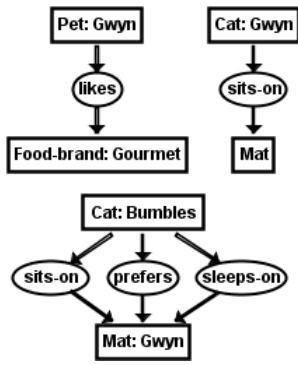 Pet: Gwyn
Cat: Gwyn
likes
sits-on
Food-brand: Gourmet
Mat
Cat: Bumbles
sits-on
prefers
sleeps-on
Mat: Gwyn